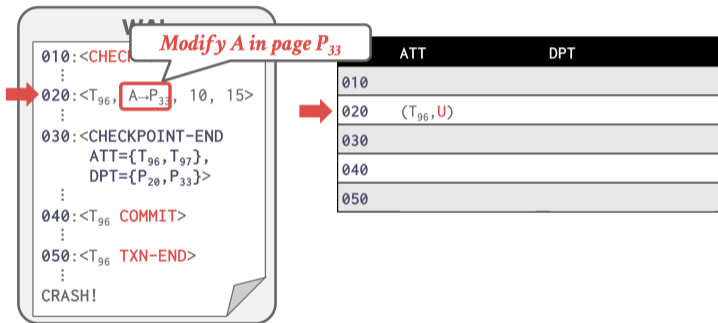 WAL
Modify A in page P33
010:<CHEC
020:<T96, A→P33, 10, 15>
030:<CHECKPOINT-END
ATT={T96,T97},
DPT={P20,P33}>
040:<T96 COMMIT>
050:<T96 TXN-END>
CRASH!
ATT DPT
010
020 (T96,U)
030
040
050